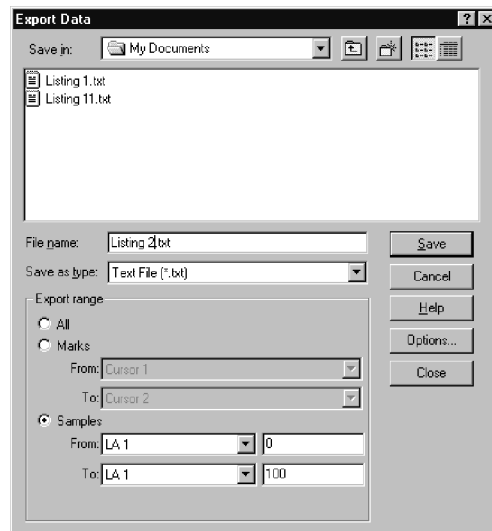 Export Data
Save in: My Documents
Listing 1.txt
Listing 11.txt
File name: Listing 2.txt
Save
Save as type: Text File (*.txt)
Cancel
Export range
Help
All
Marks
Options...
From: Cursor 1
Close
To: Cursor 2
Samples
From: LA 1 0
To: LA 1 100